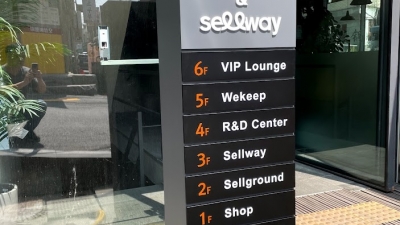 &
sellway
6F VIP Lounge
5F Wekeep
4F R&D Center
3F Sellway
2F Sellground
1F Shop